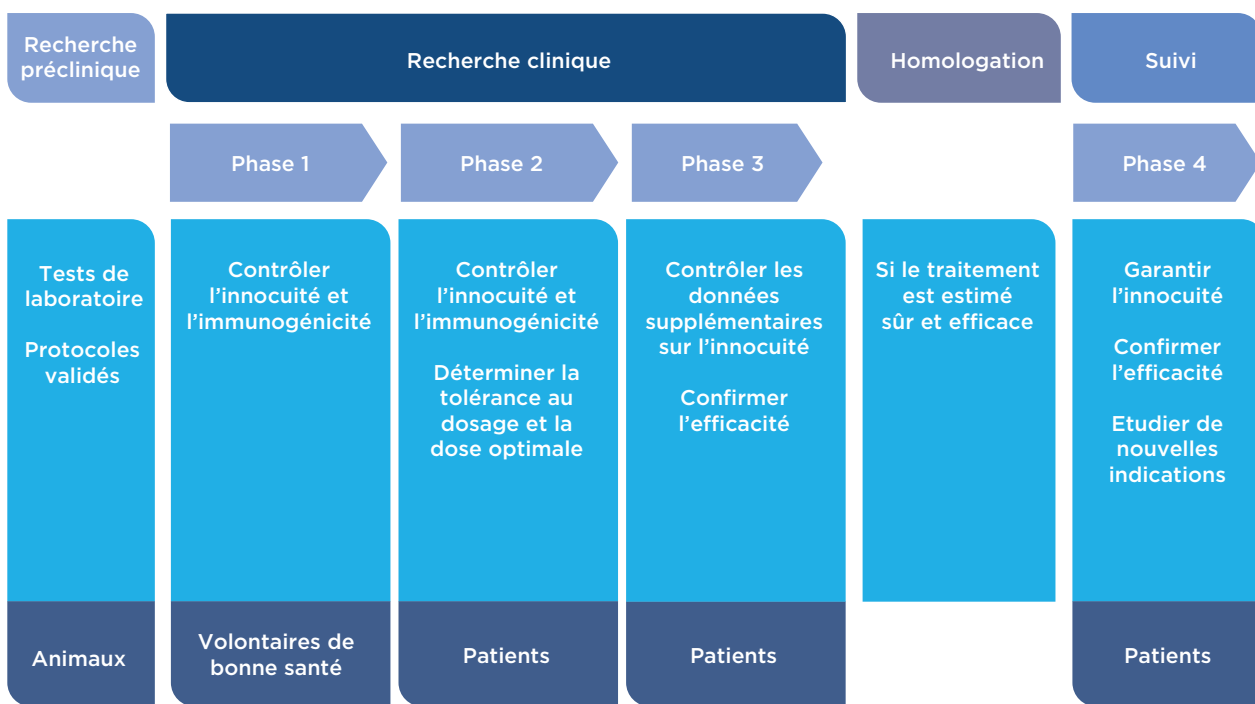 Recherche
préclinique
Recherche clinique
Homologation
Suivi
Phase 1
Phase 2
Phase 3
Phase 4
Tests de
laboratoire
Protocoles
validés
Contrôler
l’innocuité et
l’immunogénicité
Contrôler
l’innocuité et
l’immunogénicité
Déterminer la
tolérance au
dosage et la
dose optimale
Contrôler les
données
supplémentaires
sur l’innocuité
Confirmer
l’efficacité
Si le traitement
est estimé
sûr et efficace
Garantir
l’innocuité
Confirmer
l’efficacité
Etudier de
nouvelles
indications
Animaux
Volontaires de
bonne santé
Patients
Patients
Patients